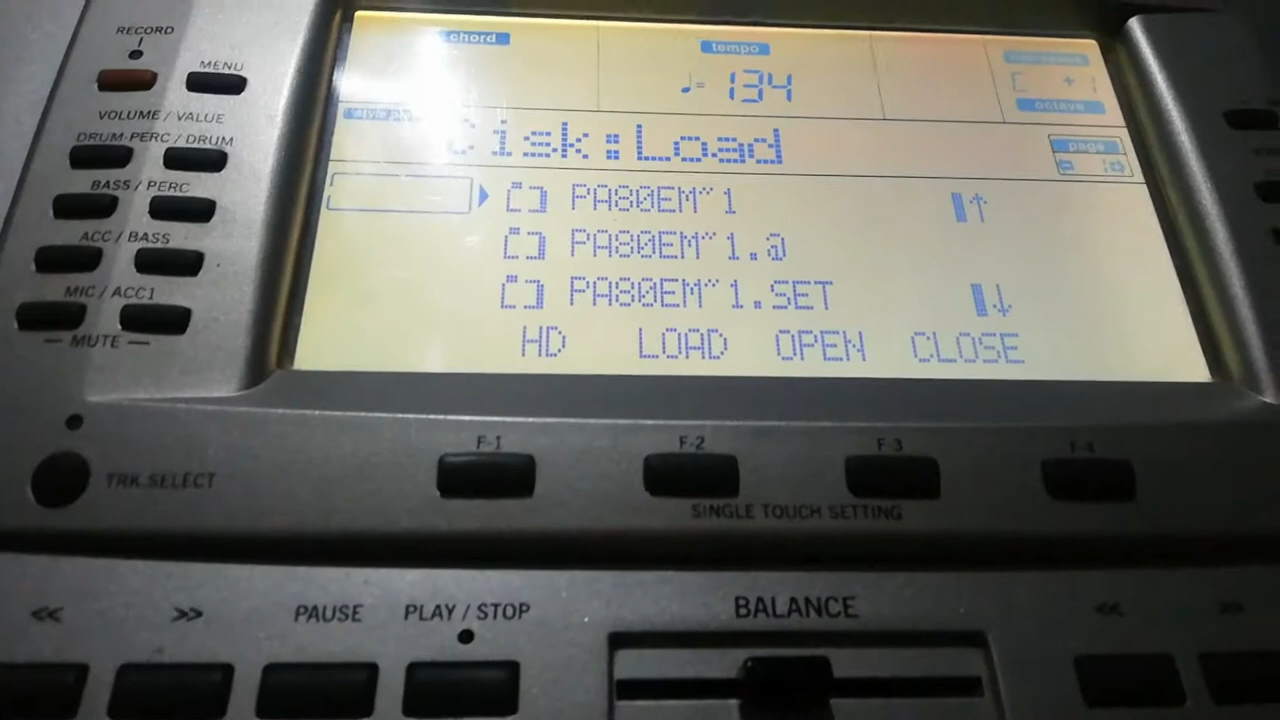 RECORD
MENU
VOLUME / VALUE
DRUM-PERC / DRUM
BASS / PERC
ACC / BASS
MIC / ACC1
MUTE
TRK SELECT
chord
tempo
♩= 134
+1
octave
Disk:Load
page
PA80EM~1
PA80EM~1.@
PA80EM~1.SET
HD LOAD OPEN CLOSE
F-1 F-2 F-3 F-4
SINGLE TOUCH SETTING
<< >> PAUSE PLAY / STOP BALANCE << >>